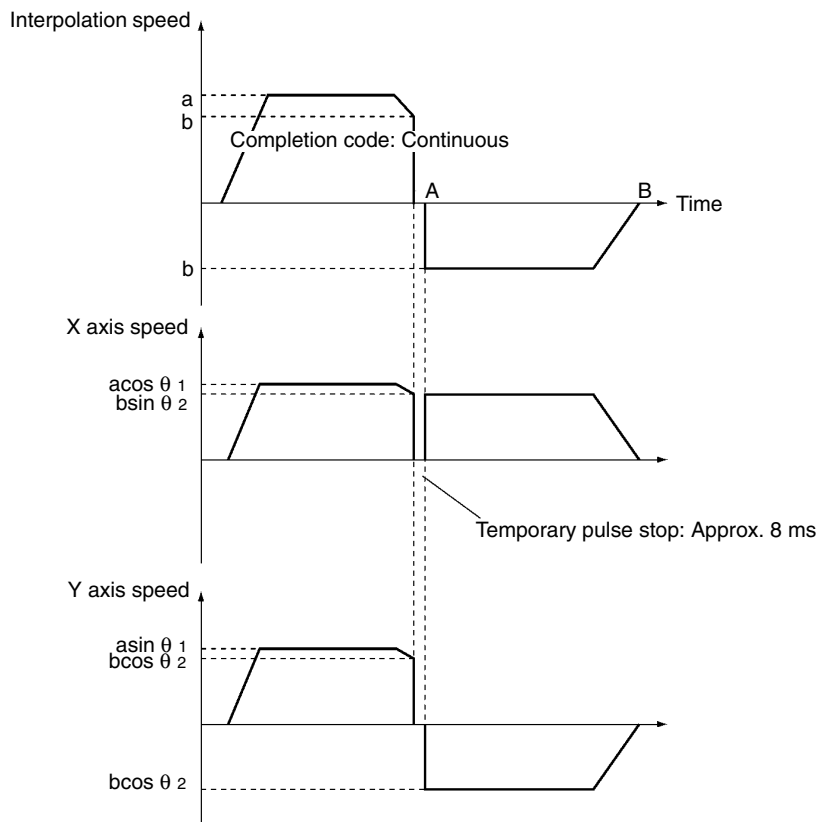 Interpolation speed
a
b
Completion code: Continuous
A
B
Time
b
X axis speed
acos θ 1
bsin θ 2
Temporary pulse stop: Approx. 8 ms
Y axis speed
asin θ 1
bcos θ 2
bcos θ 2